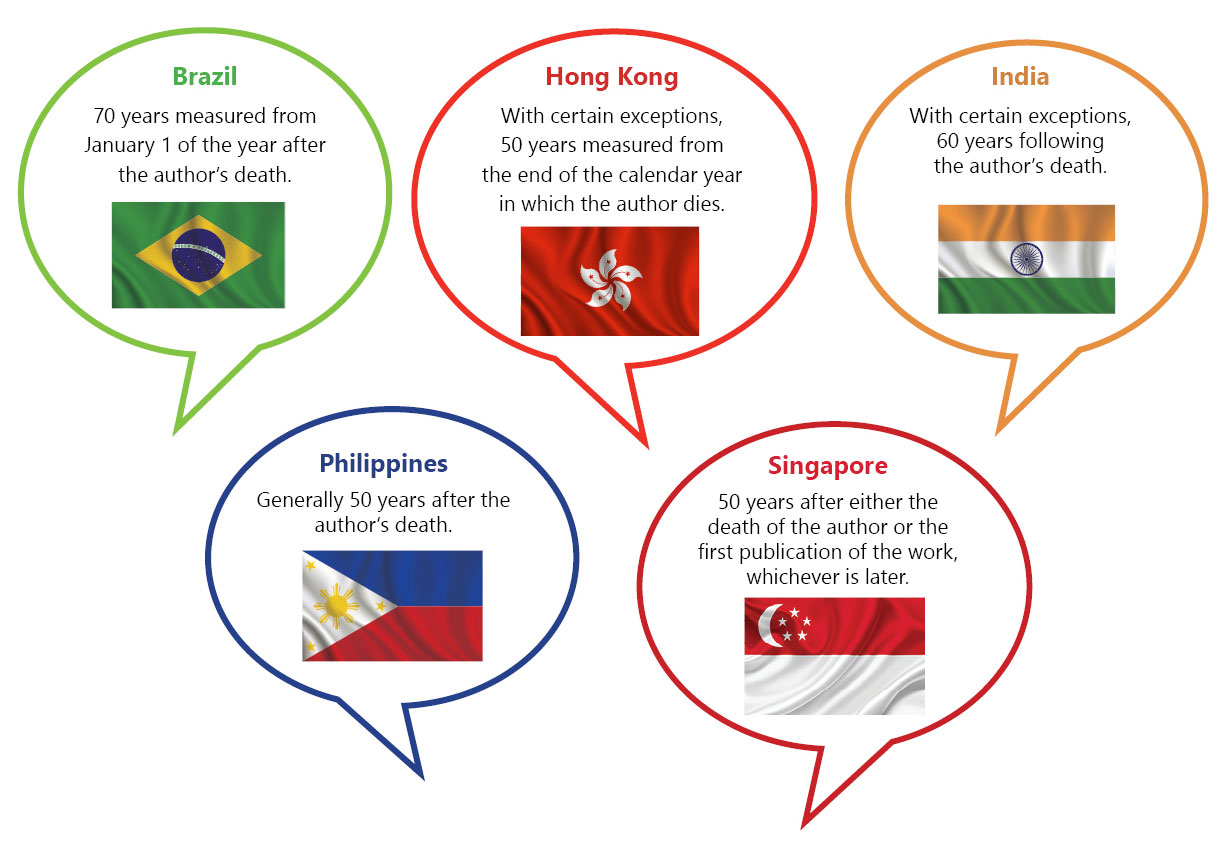 Brazil
70 years measured from
January 1 of the year after
the author’s death.
Hong Kong
With certain exceptions,
50 years measured from
the end of the calendar year
in which the author dies.
India
With certain exceptions,
60 years following
the author’s death.
Philippines
Generally 50 years after the
author’s death.
Singapore
50 years after either the
death of the author or the
first publication of the work,
whichever is later.